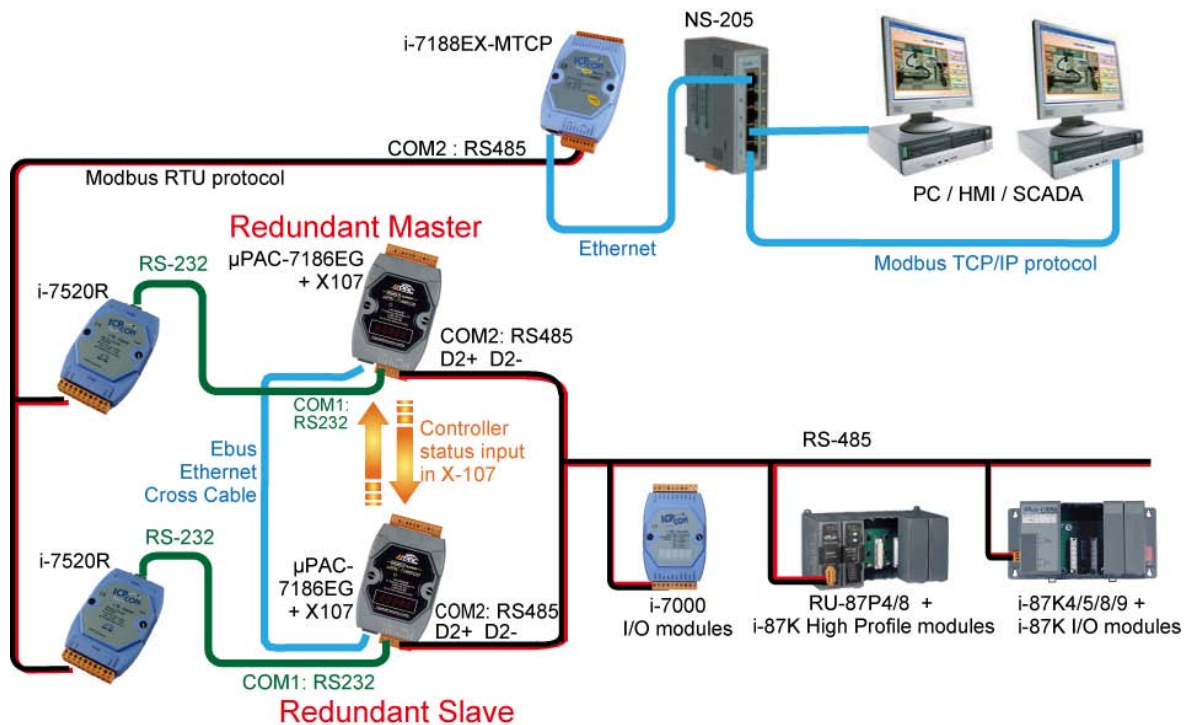 NS-205
i-7188EX-MTCP
COM2 : RS485
Modbus RTU protocol
PC / HMI / SCADA
Ethernet
Modbus TCP/IP protocol
Redundant Master
µPAC-7186EG
+ X107
RS-232
i-7520R
ICP
CON
COM2: RS485
D2+ D2-
COM1:
RS232
Controller
status input
in X-107
Ebus
Ethernet
Cross Cable
RS-485
RS-232
i-7520R
µPAC-
7186EG
+ X107
COM2: RS485
D2+ D2-
COM1: RS232
Redundant Slave
i-7000
I/O modules
RU-87P4/8 +
i-87K High Profile modules
i-87K4/5/8/9 +
i-87K I/O modules